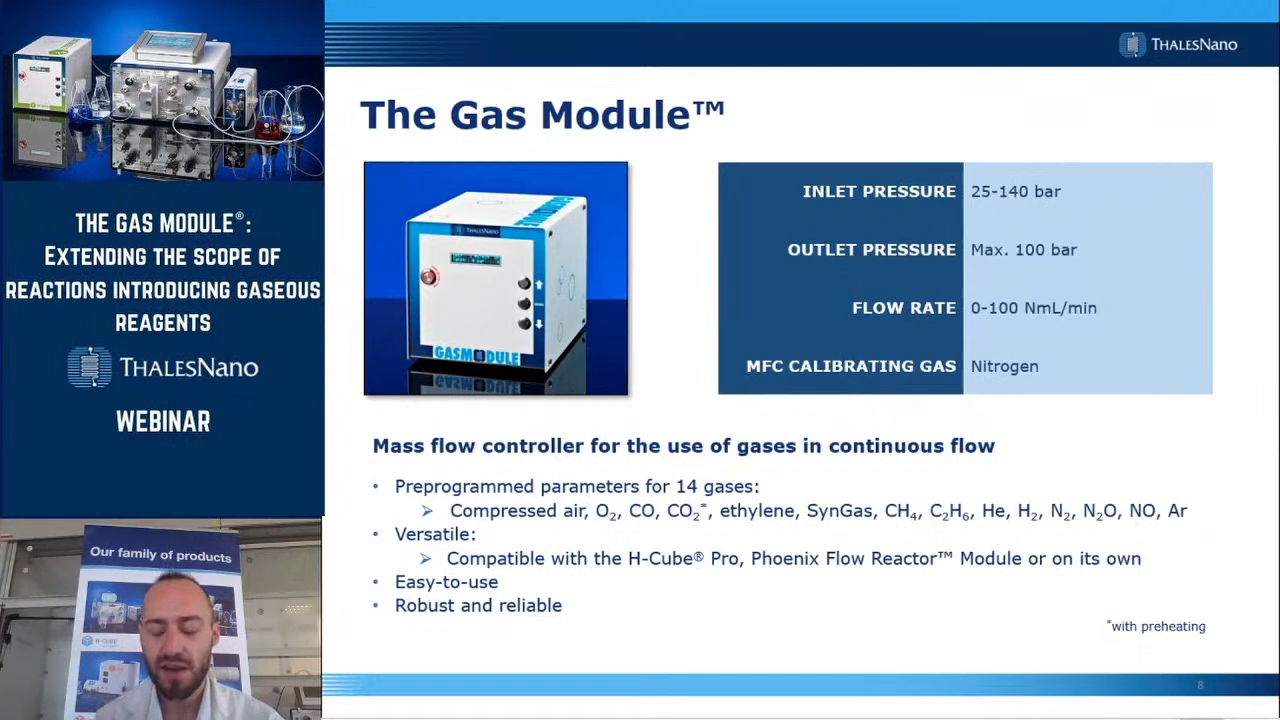 THE GAS MODULE®:
EXTENDING THE SCOPE OF
REACTIONS INTRODUCING GASEOUS
REAGENTS
THALESNANO
WEBINAR
Our family of products
H-CUBE
THALESNANO
The Gas Module™
THALESNANO
GASMODULE
INLET PRESSURE 25-140 bar
OUTLET PRESSURE Max. 100 bar
FLOW RATE 0-100 NmL/min
MFC CALIBRATING GAS Nitrogen
Mass flow controller for the use of gases in continuous flow
• Preprogrammed parameters for 14 gases:
➢ Compressed air, O₂, CO, CO₂*, ethylene, SynGas, CH₄, C₂H₆, He, H₂, N₂, N₂O, NO, Ar
• Versatile:
➢ Compatible with the H-Cube® Pro, Phoenix Flow Reactor™ Module or on its own
• Easy-to-use
• Robust and reliable
*with preheating
8